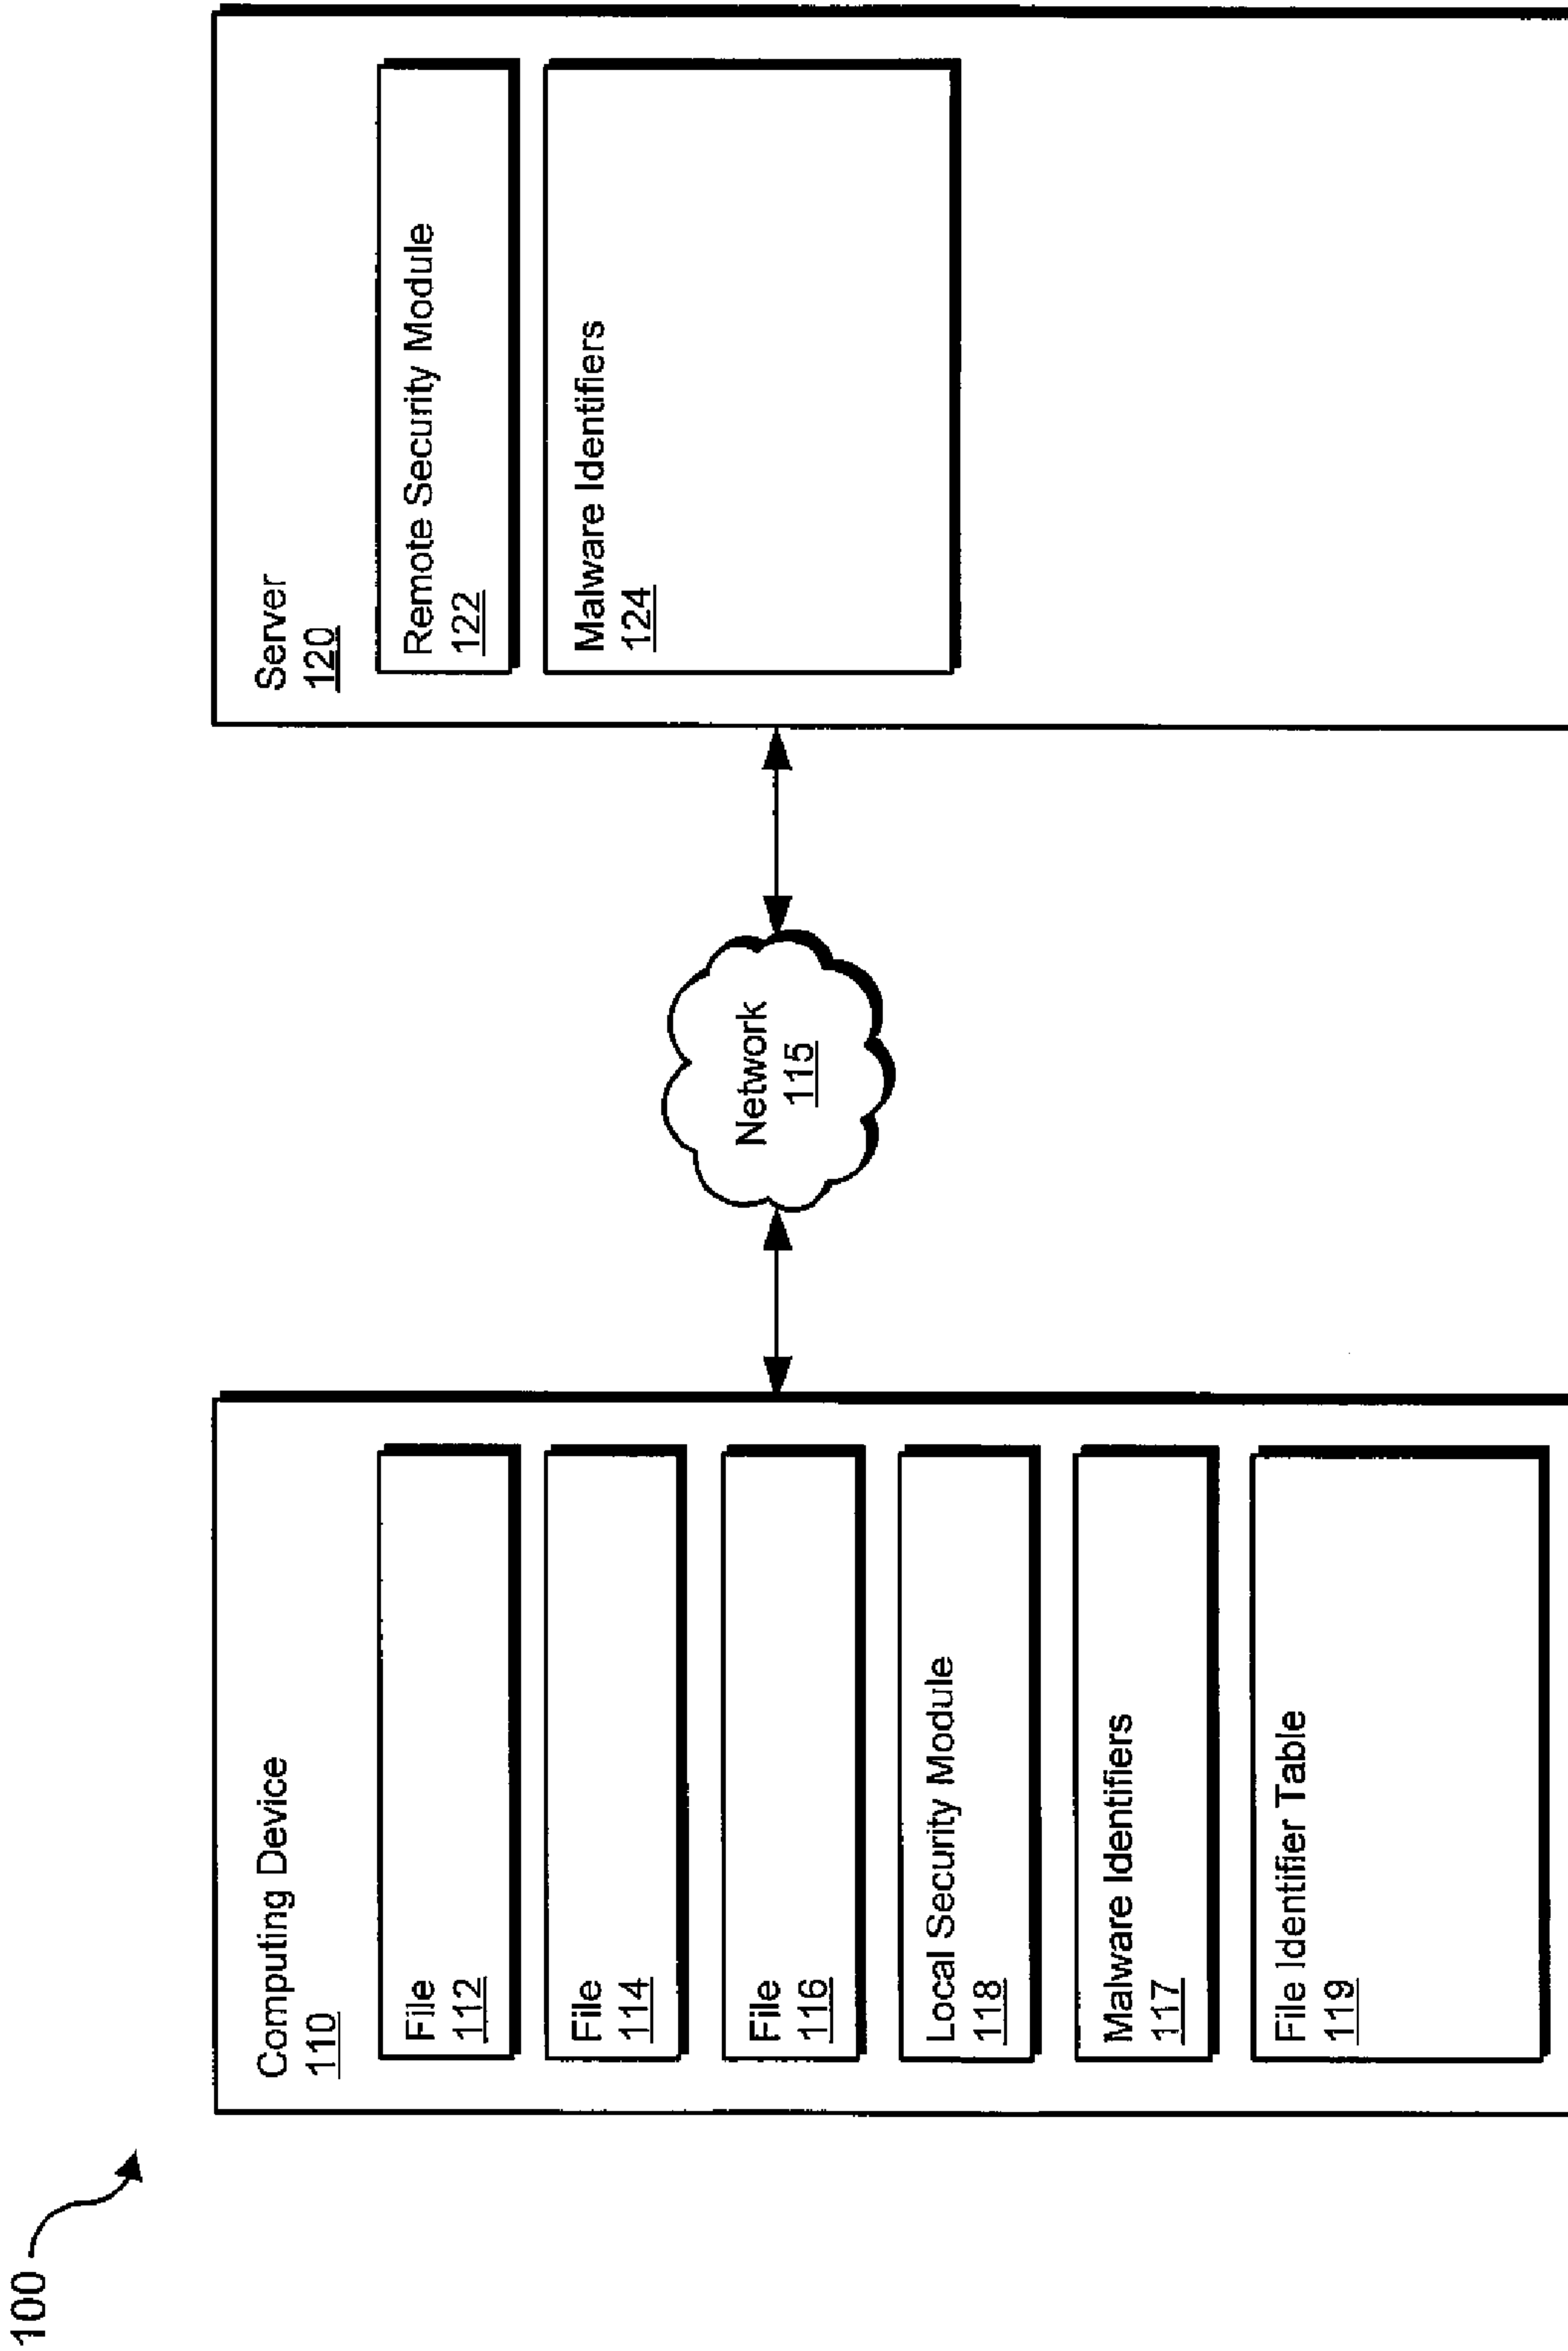 100
Computing Device
110
File
112
File
114
File
116
Local Security Module
118
Malware Identifiers
117
File Identifier Table
119
Network
115
Server
120
Remote Security Module
122
Malware Identifiers
124